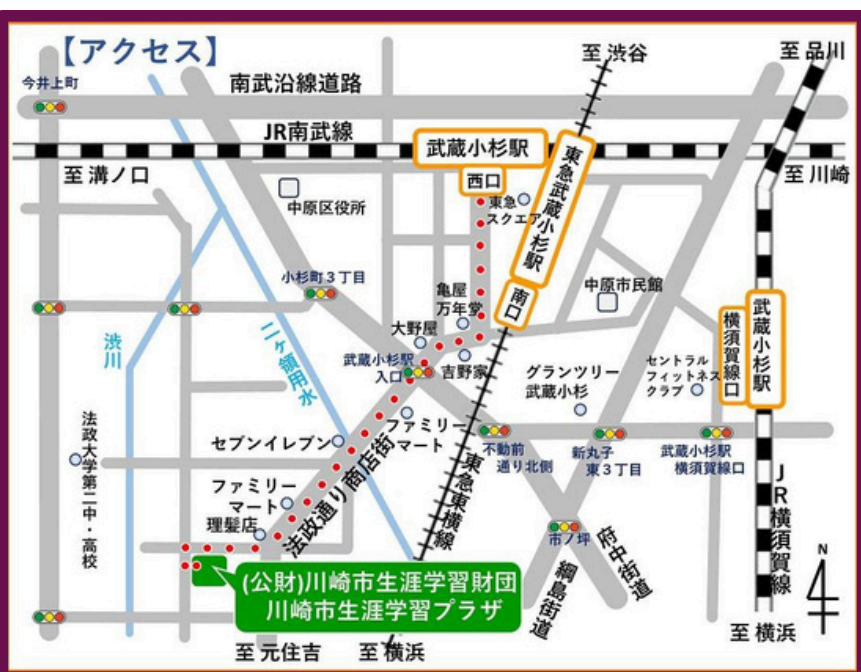 【アクセス】
至 渋谷
至 品川
今井上町
南武沿線道路
JR南武線
武蔵小杉駅
西口
東急武蔵小杉駅
南口
至 溝ノ口
至 川崎
中原区役所
東急
スクエア
小杉町3丁目
亀屋
万年堂
中原市民館
大野屋
渋川
二ヶ領用水
武蔵小杉駅
入口
吉野家
グランツリー
武蔵小杉
セントラル
フィットネス
クラブ
横須賀線口
武蔵小杉駅
ファミリー
マート
セブンイレブン
不動前
通り北側
新丸子
東3丁目
武蔵小杉駅
横須賀線口
法政大学第二中・高校
ファミリー
マート
理髪店
法政通り商店街
東急東横線
JR横須賀線
市ノ坪
府中街道
綱島街道
N
(公財)川崎市生涯学習財団
川崎市生涯学習プラザ
至 元住吉
至 横浜
至 横浜